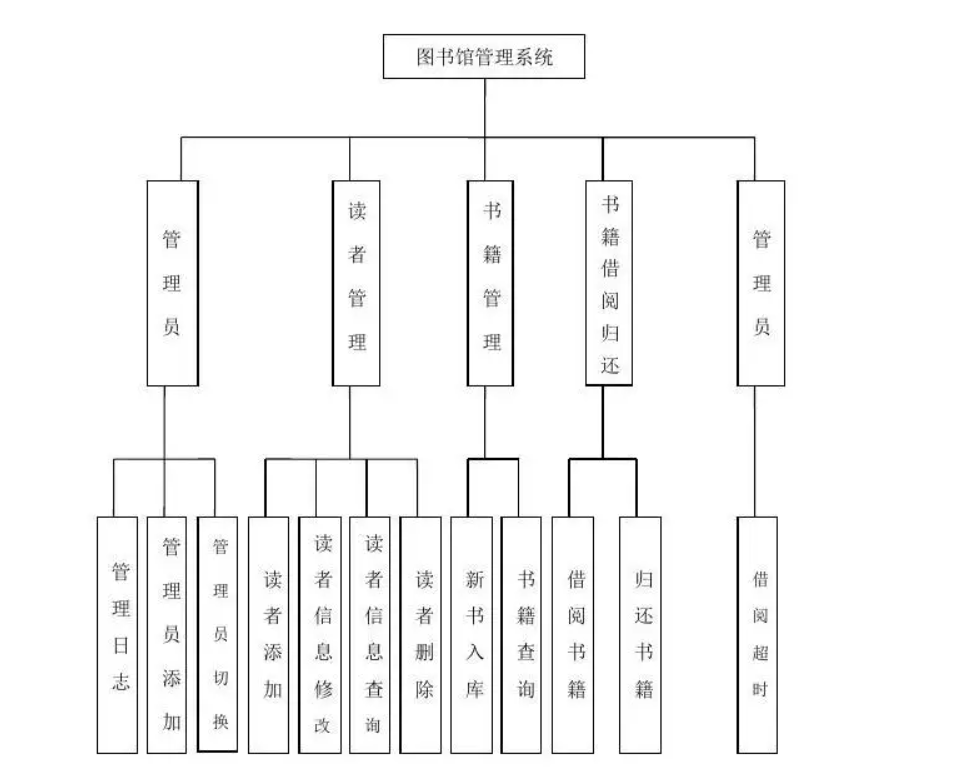 图书馆管理系统
管理员
读者管理
书籍管理
书籍借阅归还
管理员
管理日志
管理员添加
管理员切换
读者添加
读者信息修改
读者信息查询
读者删除
新书入库
书籍查询
借阅书籍
归还书籍
借阅超时